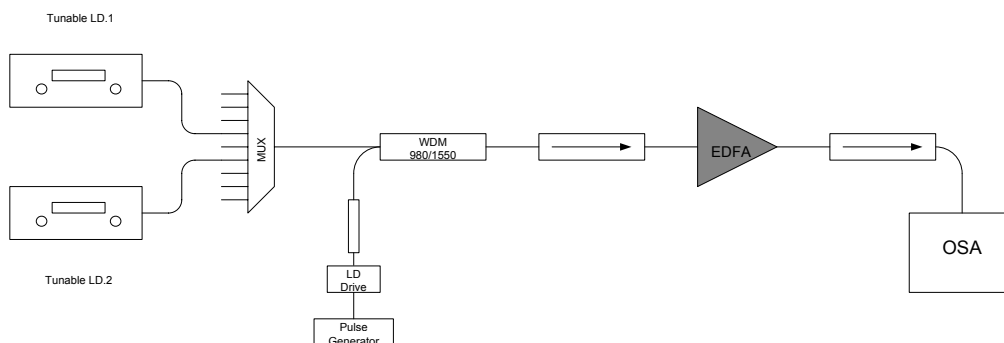 Tunable LD.1
MUX
WDM
980/1550
EDFA
OSA
Tunable LD.2
LD
Drive
Pulse
Generator